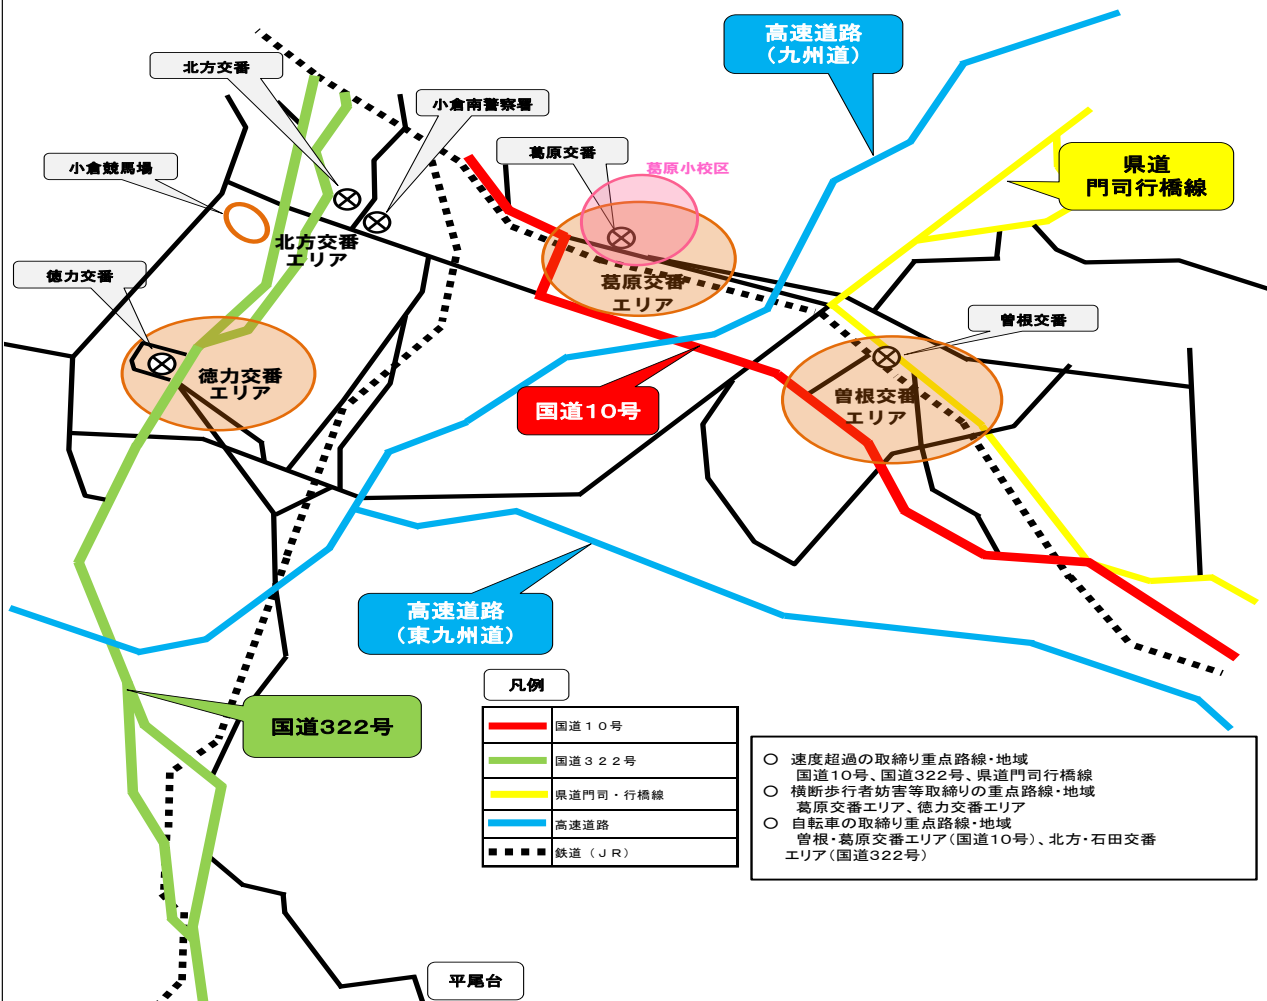 高速道路
（九州道）
北方交番
小倉南警察署
葛原交番
葛原小校区
小倉競馬場
県道
門司行橋線
北方交番
エリア
徳力交番
葛原交番
エリア
曽根交番
徳力交番
エリア
国道10号
曽根交番
エリア
高速道路
（東九州道）
国道322号
凡例
国道１０号
国道３２２号
県道門司・行橋線
高速道路
鉄道（ＪＲ）
○ 速度超過の取締り重点路線・地域
国道10号、国道322号、県道門司行橋線
○ 横断歩行者妨害等取締りの重点路線・地域
葛原交番エリア、徳力交番エリア
○ 自転車の取締り重点路線・地域
曽根・葛原交番エリア（国道10号）、北方・石田交番
エリア（国道322号）
平尾台